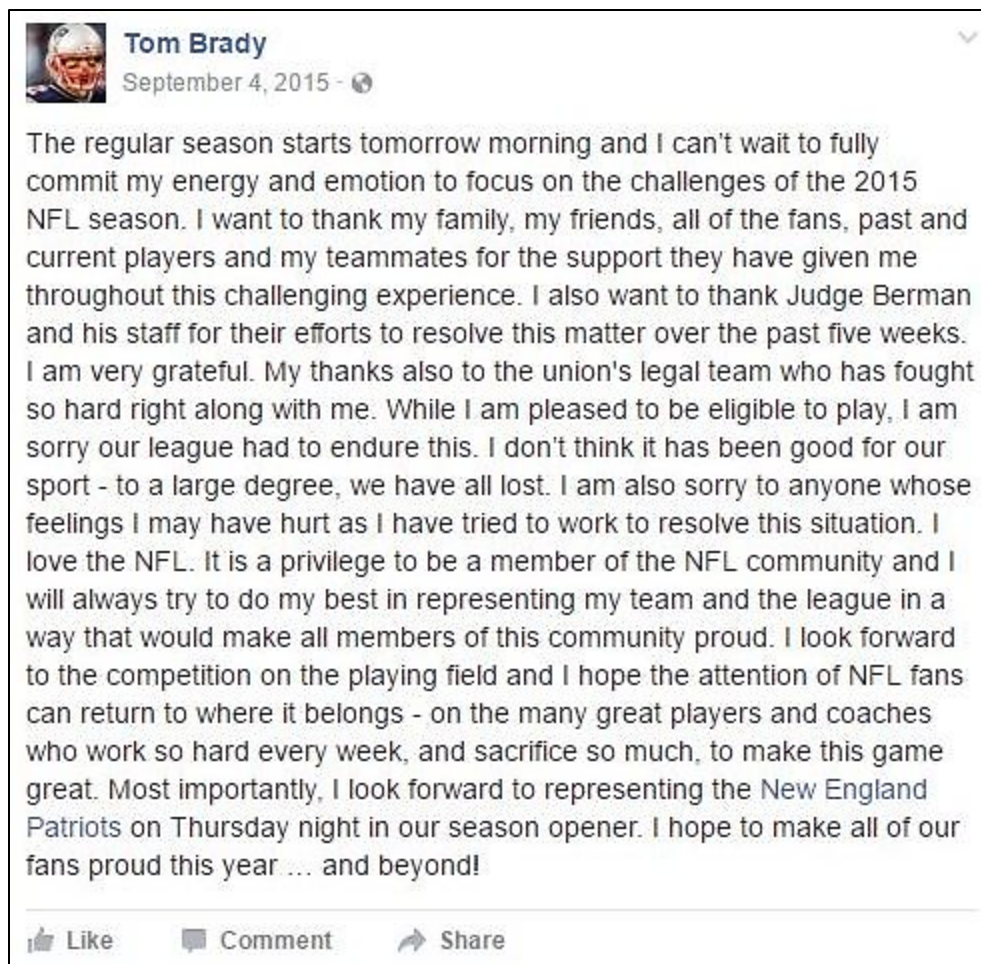 Tom Brady
September 4, 2015 -
The regular season starts tomorrow morning and I can't wait to fully
commit my energy and emotion to focus on the challenges of the 2015
NFL season. I want to thank my family, my friends, all of the fans, past and
current players and my teammates for the support they have given me
throughout this challenging experience. I also want to thank Judge Berman
and his staff for their efforts to resolve this matter over the past five weeks.
I am very grateful. My thanks also to the union's legal team who has fought
so hard right along with me. While I am pleased to be eligible to play, I am
sorry our league had to endure this. I don't think it has been good for our
sport - to a large degree, we have all lost. I am also sorry to anyone whose
feelings I may have hurt as I have tried to work to resolve this situation. I
love the NFL. It is a privilege to be a member of the NFL community and I
will always try to do my best in representing my team and the league in a
way that would make all members of this community proud. I look forward
to the competition on the playing field and I hope the attention of NFL fans
can return to where it belongs - on the many great players and coaches
who work so hard every week, and sacrifice so much, to make this game
great. Most importantly, I look forward to representing the New England
Patriots on Thursday night in our season opener. I hope to make all of our
fans proud this year … and beyond!
Like Comment Share